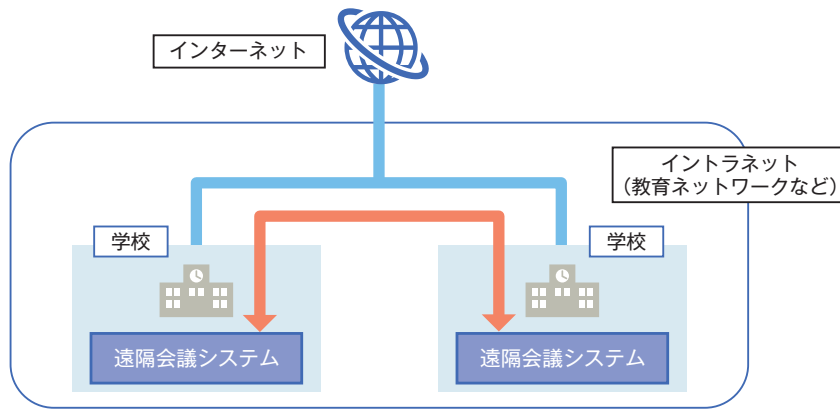 インターネット
イントラネット
（教育ネットワークなど）
学校
学校
遠隔会議システム
遠隔会議システム